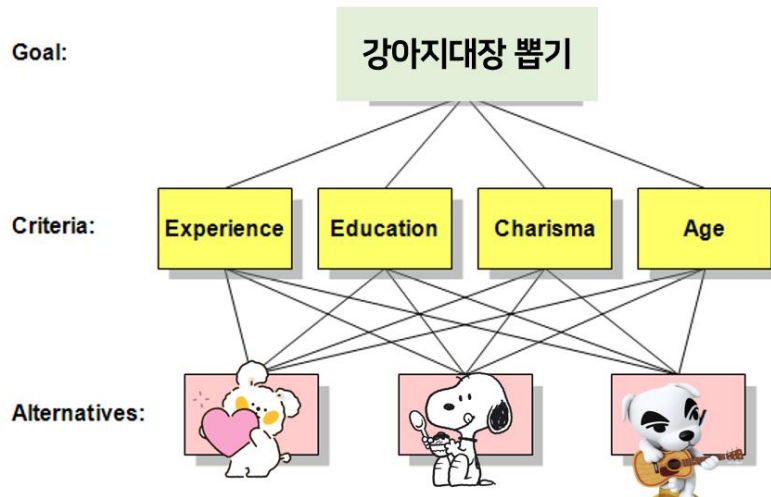 Goal:
강아지대장 뽑기
Criteria:
Experience
Education
Charisma
Age
Alternatives: